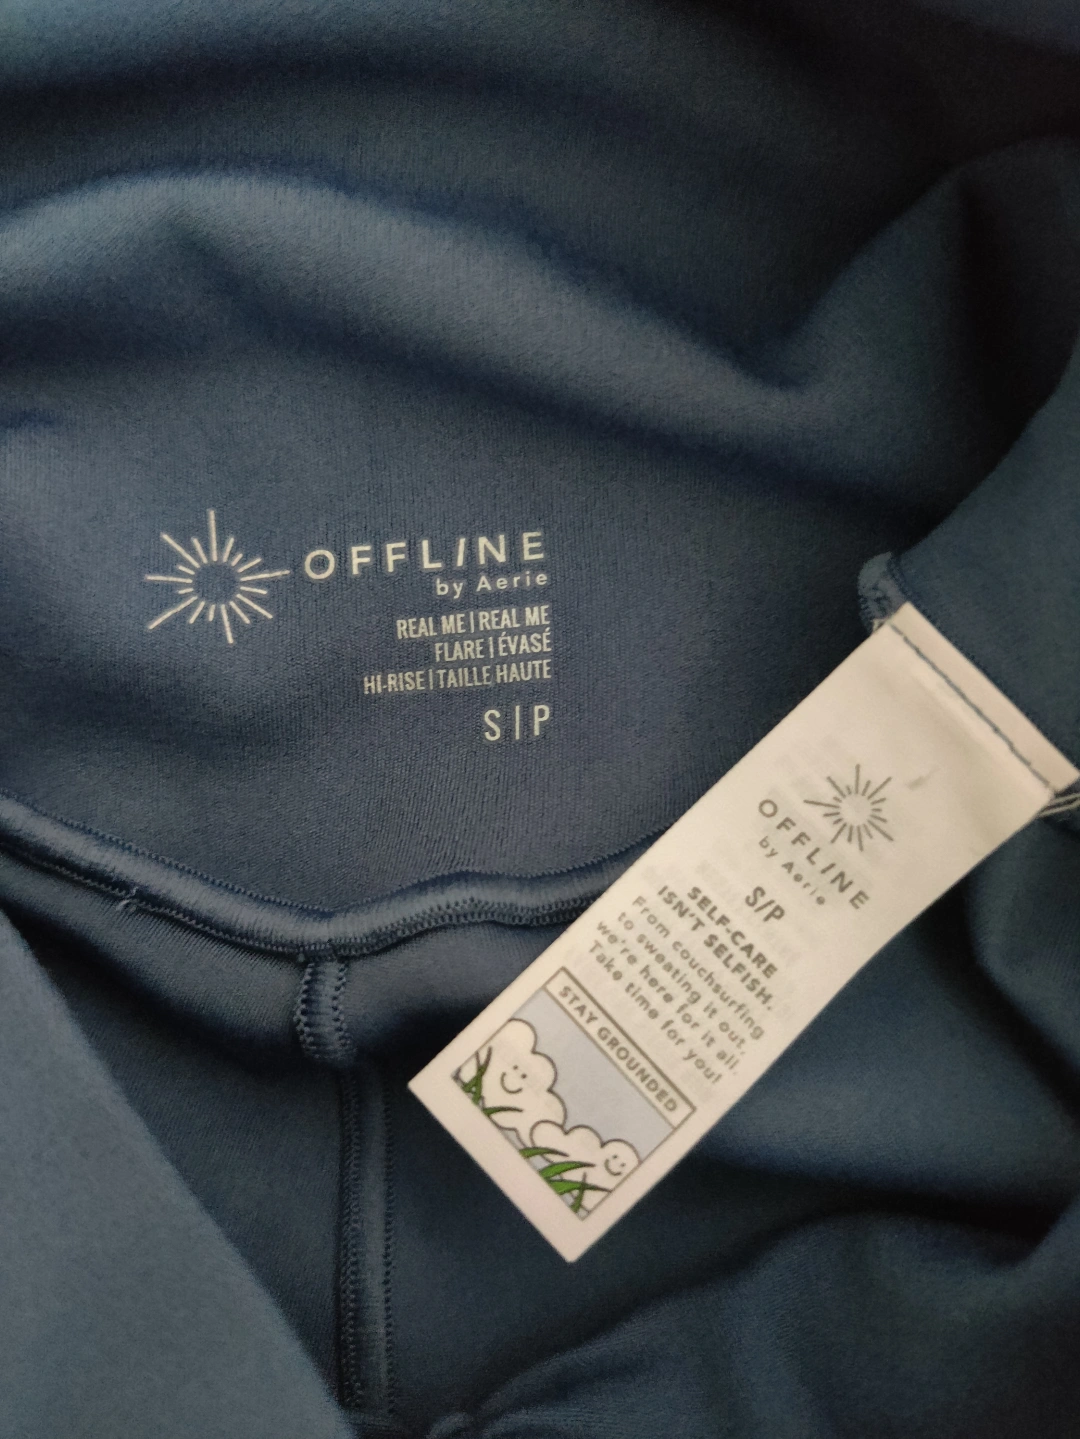 OFFLINE
by Aerie
REAL ME | REAL ME
FLARE | ÉVASÉ
HI-RISE | TAILLE HAUTE
S | P
OFFLINE
by Aerie
S/P
SELF-CARE
ISN'T SELFISH.
From couchsurfing
to sweating it out,
we're here for it all.
Take time for you!
STAY GROUNDED